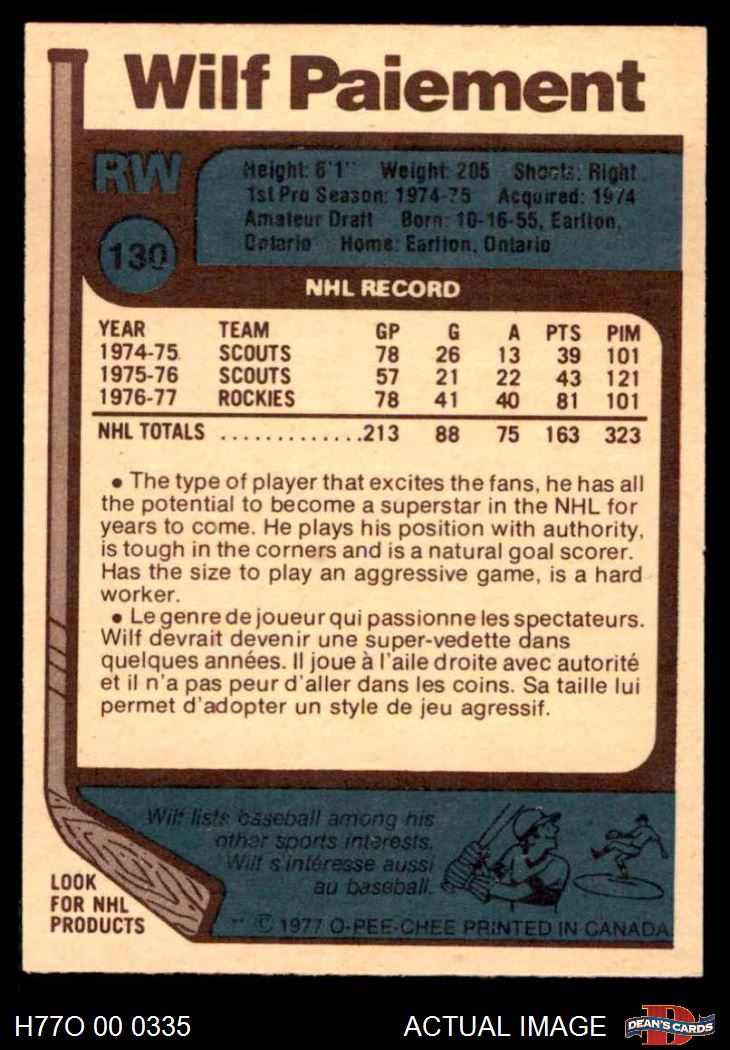 Wilf Paiement
RW
Height: 6'1" Weight: 205 Shoots: Right
1st Pro Season: 1974-75 Acquired: 1974
Amateur Draft Born: 10-16-55, Earlton,
Ontario Home: Earlton, Ontario
130
NHL RECORD
YEAR TEAM GP G A PTS PIM
1974-75 SCOUTS 78 26 13 39 101
1975-76 SCOUTS 57 21 22 43 121
1976-77 ROCKIES 78 41 40 81 101
NHL TOTALS .............213 88 75 163 323
• The type of player that excites the fans, he has all
the potential to become a superstar in the NHL for
years to come. He plays his position with authority,
is tough in the corners and is a natural goal scorer.
Has the size to play an aggressive game, is a hard
worker.
• Le genre de joueur qui passionne les spectateurs.
Wilf devrait devenir une super-vedette dans
quelques années. Il joue à l'aile droite avec autorité
et il n'a pas peur d'aller dans les coins. Sa taille lui
permet d'adopter un style de jeu agressif.
Wilf lists baseball among his
other sports interests.
Wilf s'intéresse aussi
au baseball.
LOOK
FOR NHL
PRODUCTS
** © 1977 O-PEE-CHEE PRINTED IN CANADA
H77O 00 0335
ACTUAL IMAGE
D
DEAN'S CARDS